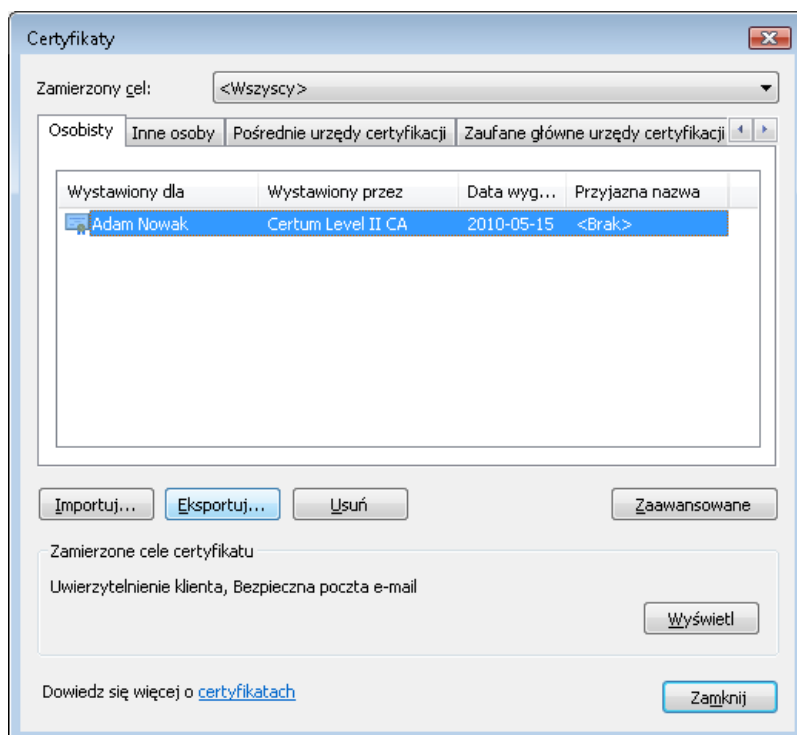 Certyfikaty
Zamierzony cel: <Wszyscy>
Osobisty Inne osoby Pośrednie urzędy certyfikacji Zaufane główne urzędy certyfikacji
Wystawiony dla Wystawiony przez Data wyg... Przyjazna nazwa
Adam Nowak Certum Level II CA 2010-05-15 <Brak>
Importuj... Eksportuj... Usuń Zaawansowane
Zamierzone cele certyfikatu
Uwierzytelnienie klienta, Bezpieczna poczta e-mail
Wyświetl
Dowiedz się więcej o certyfikatach
Zamknij